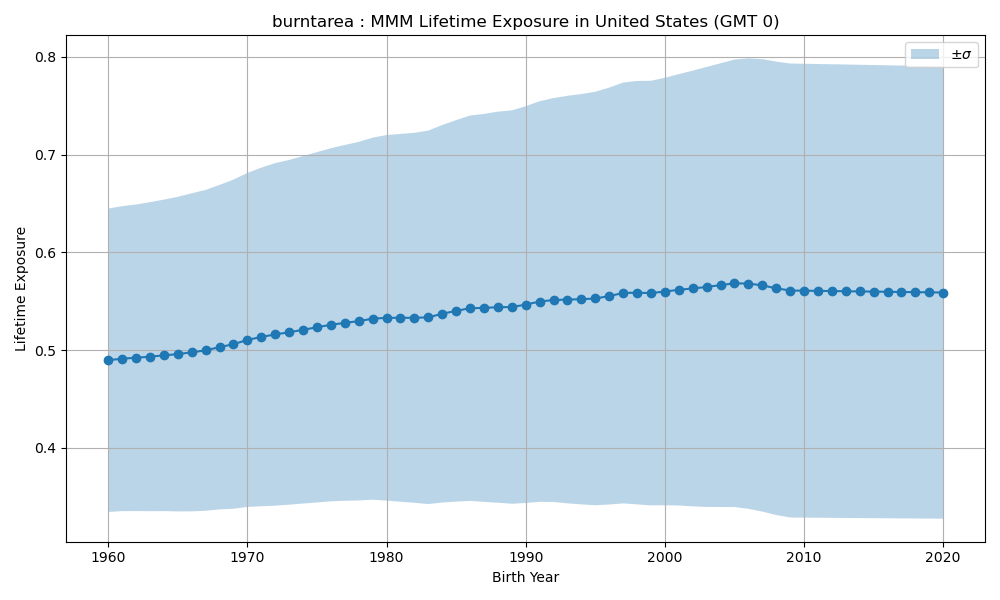 burntarea : MMM Lifetime Exposure in United States (GMT 0)
±σ
Lifetime Exposure
0.8
0.7
0.6
0.5
0.4
1960 1970 1980 1990 2000 2010 2020
Birth Year